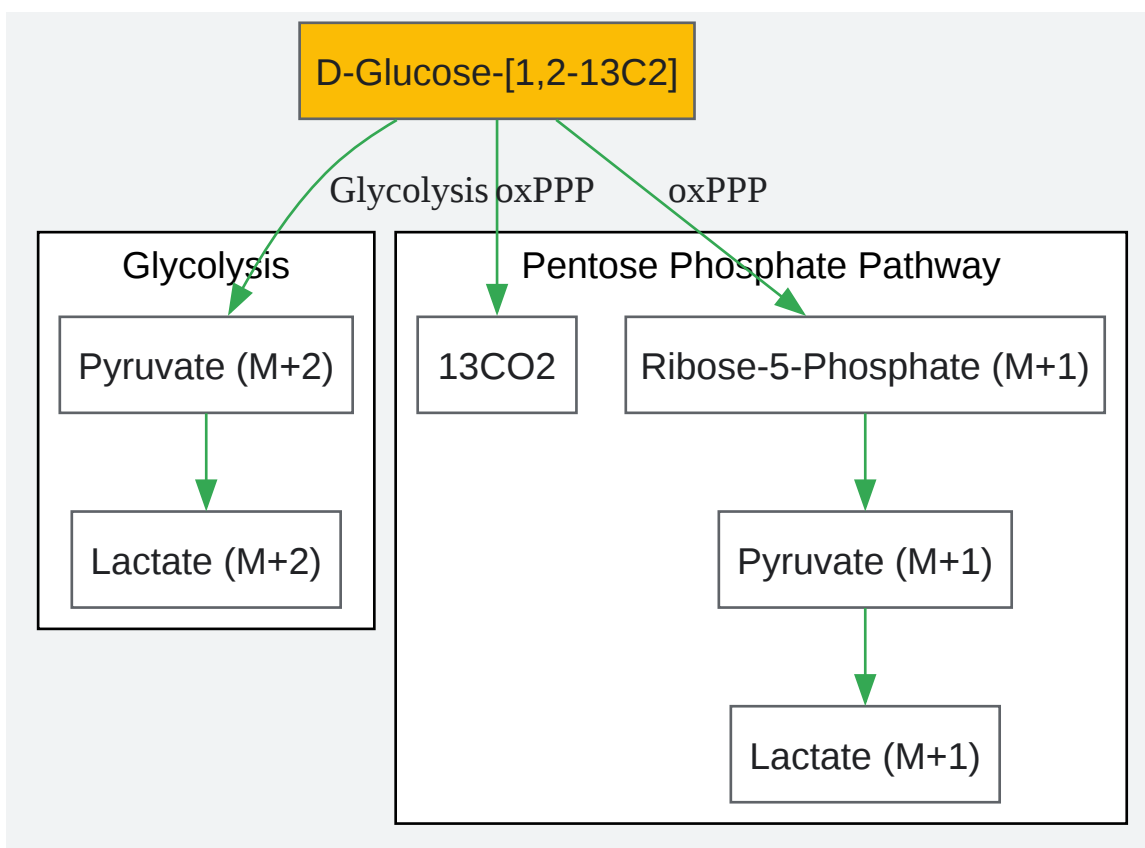 D-Glucose-[1,2-13C2]
Glycolysis
oxPPP
oxPPP
Glycolysis
Pentose Phosphate Pathway
Pyruvate (M+2)
13CO2
Ribose-5-Phosphate (M+1)
Lactate (M+2)
Pyruvate (M+1)
Lactate (M+1)